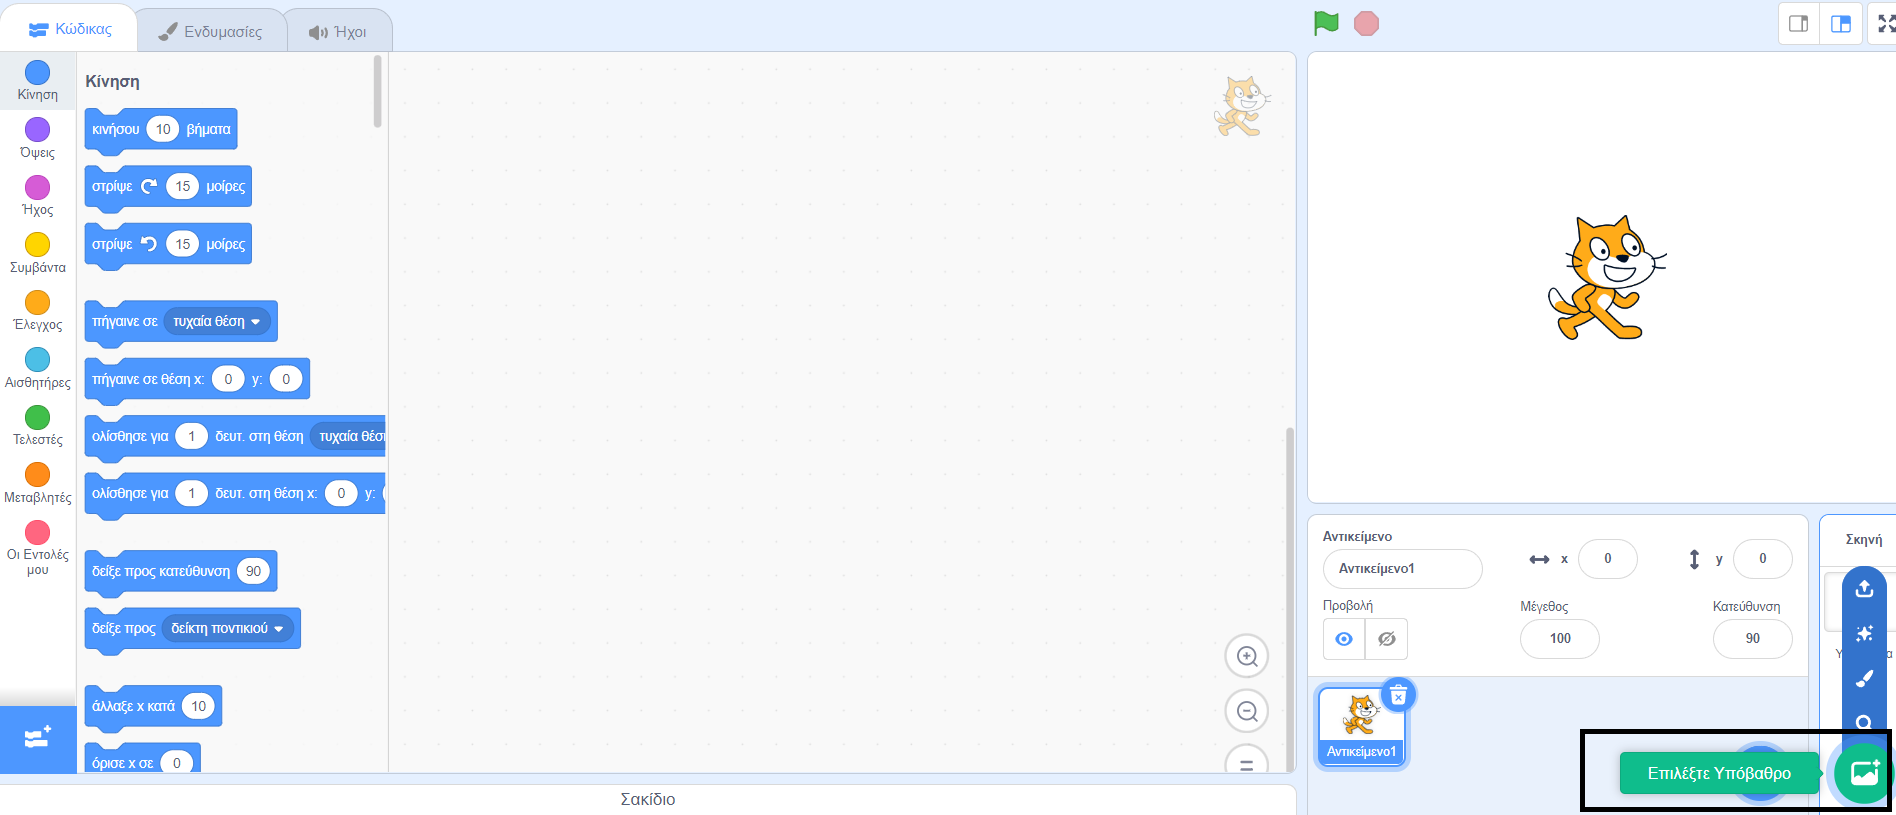 Κώδικας
Ενδυμασίες
Ήχοι
Κίνηση
Όψεις
Ήχος
Συμβάντα
Έλεγχος
Αισθητήρες
Τελεστές
Μεταβλητές
Οι Εντολές
μου
Κίνηση
κινήσου 10 βήματα
στρίψε 15 μοίρες
στρίψε 15 μοίρες
πήγαινε σε τυχαία θέση
πήγαινε σε θέση x: 0 y: 0
ολίσθησε για 1 δευτ. στη θέση τυχαία
ολίσθησε για 1 δευτ. στη θέση x: 0 y:
δείξε προς κατεύθυνση 90
δείξε προς δείκτη ποντικιού
άλλαξε x κατά 10
όρισε x σε 0
Σακίδιο
Αντικείμενο
Αντικείμενο1
x 0
y 0
Προβολή
Μέγεθος
100
Κατεύθυνση
90
Αντικείμενο1
Σκηνή
Επιλέξτε Υπόβαθρο